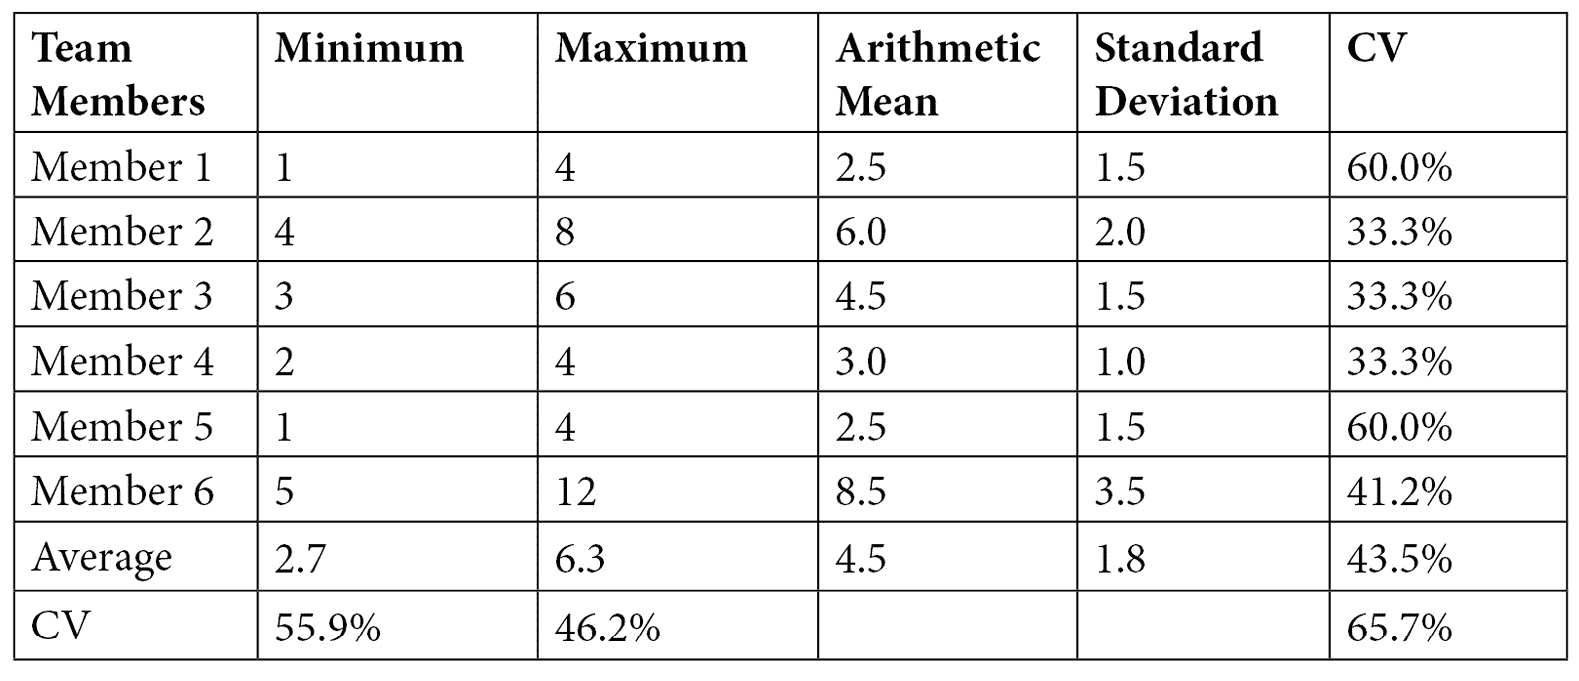 Team Members Minimum Maximum Arithmetic Mean Standard Deviation CV
Member 1 1 4 2.5 1.5 60.0%
Member 2 4 8 6.0 2.0 33.3%
Member 3 3 6 4.5 1.5 33.3%
Member 4 2 4 3.0 1.0 33.3%
Member 5 1 4 2.5 1.5 60.0%
Member 6 5 12 8.5 3.5 41.2%
Average 2.7 6.3 4.5 1.8 43.5%
CV 55.9% 46.2% 65.7%